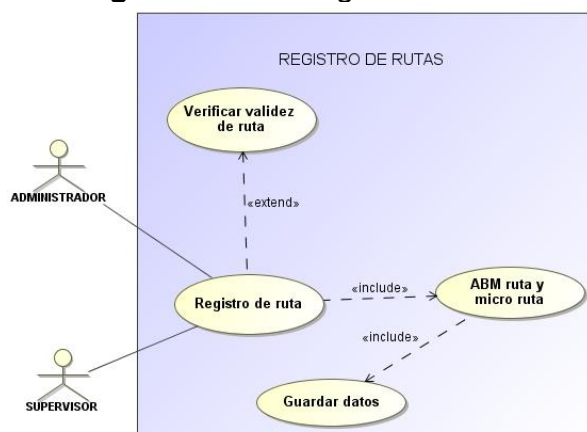 REGISTRO DE RUTAS
Verificar validez
de ruta
ADMINISTRADOR
«extend»
Registro de ruta
«include»
ABM ruta y
micro ruta
«include»
SUPERVISOR
Guardar datos